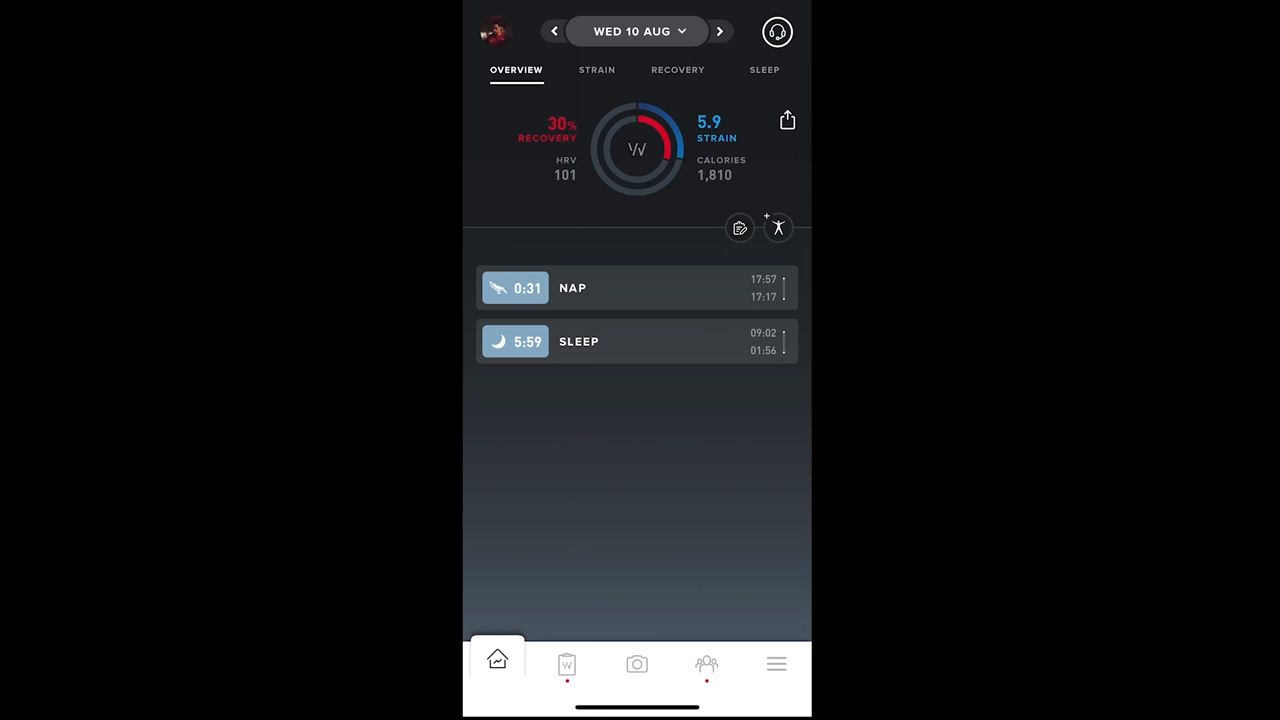 WED 10 AUG
OVERVIEW STRAIN RECOVERY SLEEP
30%
RECOVERY
HRV
101
5.9
STRAIN
CALORIES
1,810
0:31 NAP 17:57
17:17
5:59 SLEEP 09:02
01:56